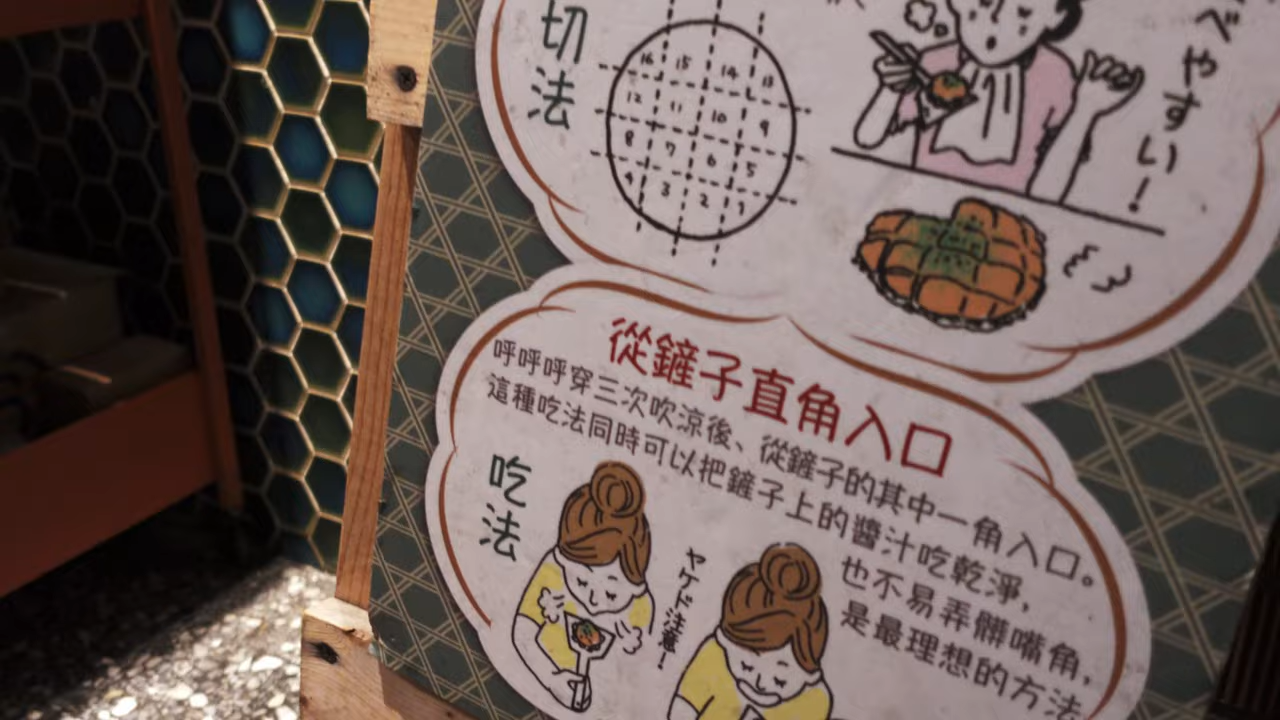 切法
16 15 14 13
12 11 10 9
8 7 6 5
4 3 2 1
べやすい!
從鏟子直角入口
呼呼呼穿三次吹涼後、從鏟子的其中一角入口。
這種吃法同時可以把鏟子上的醬汁吃乾淨,
也不易弄髒嘴角,
是最理想的方法
吃法
ヤケド注意!